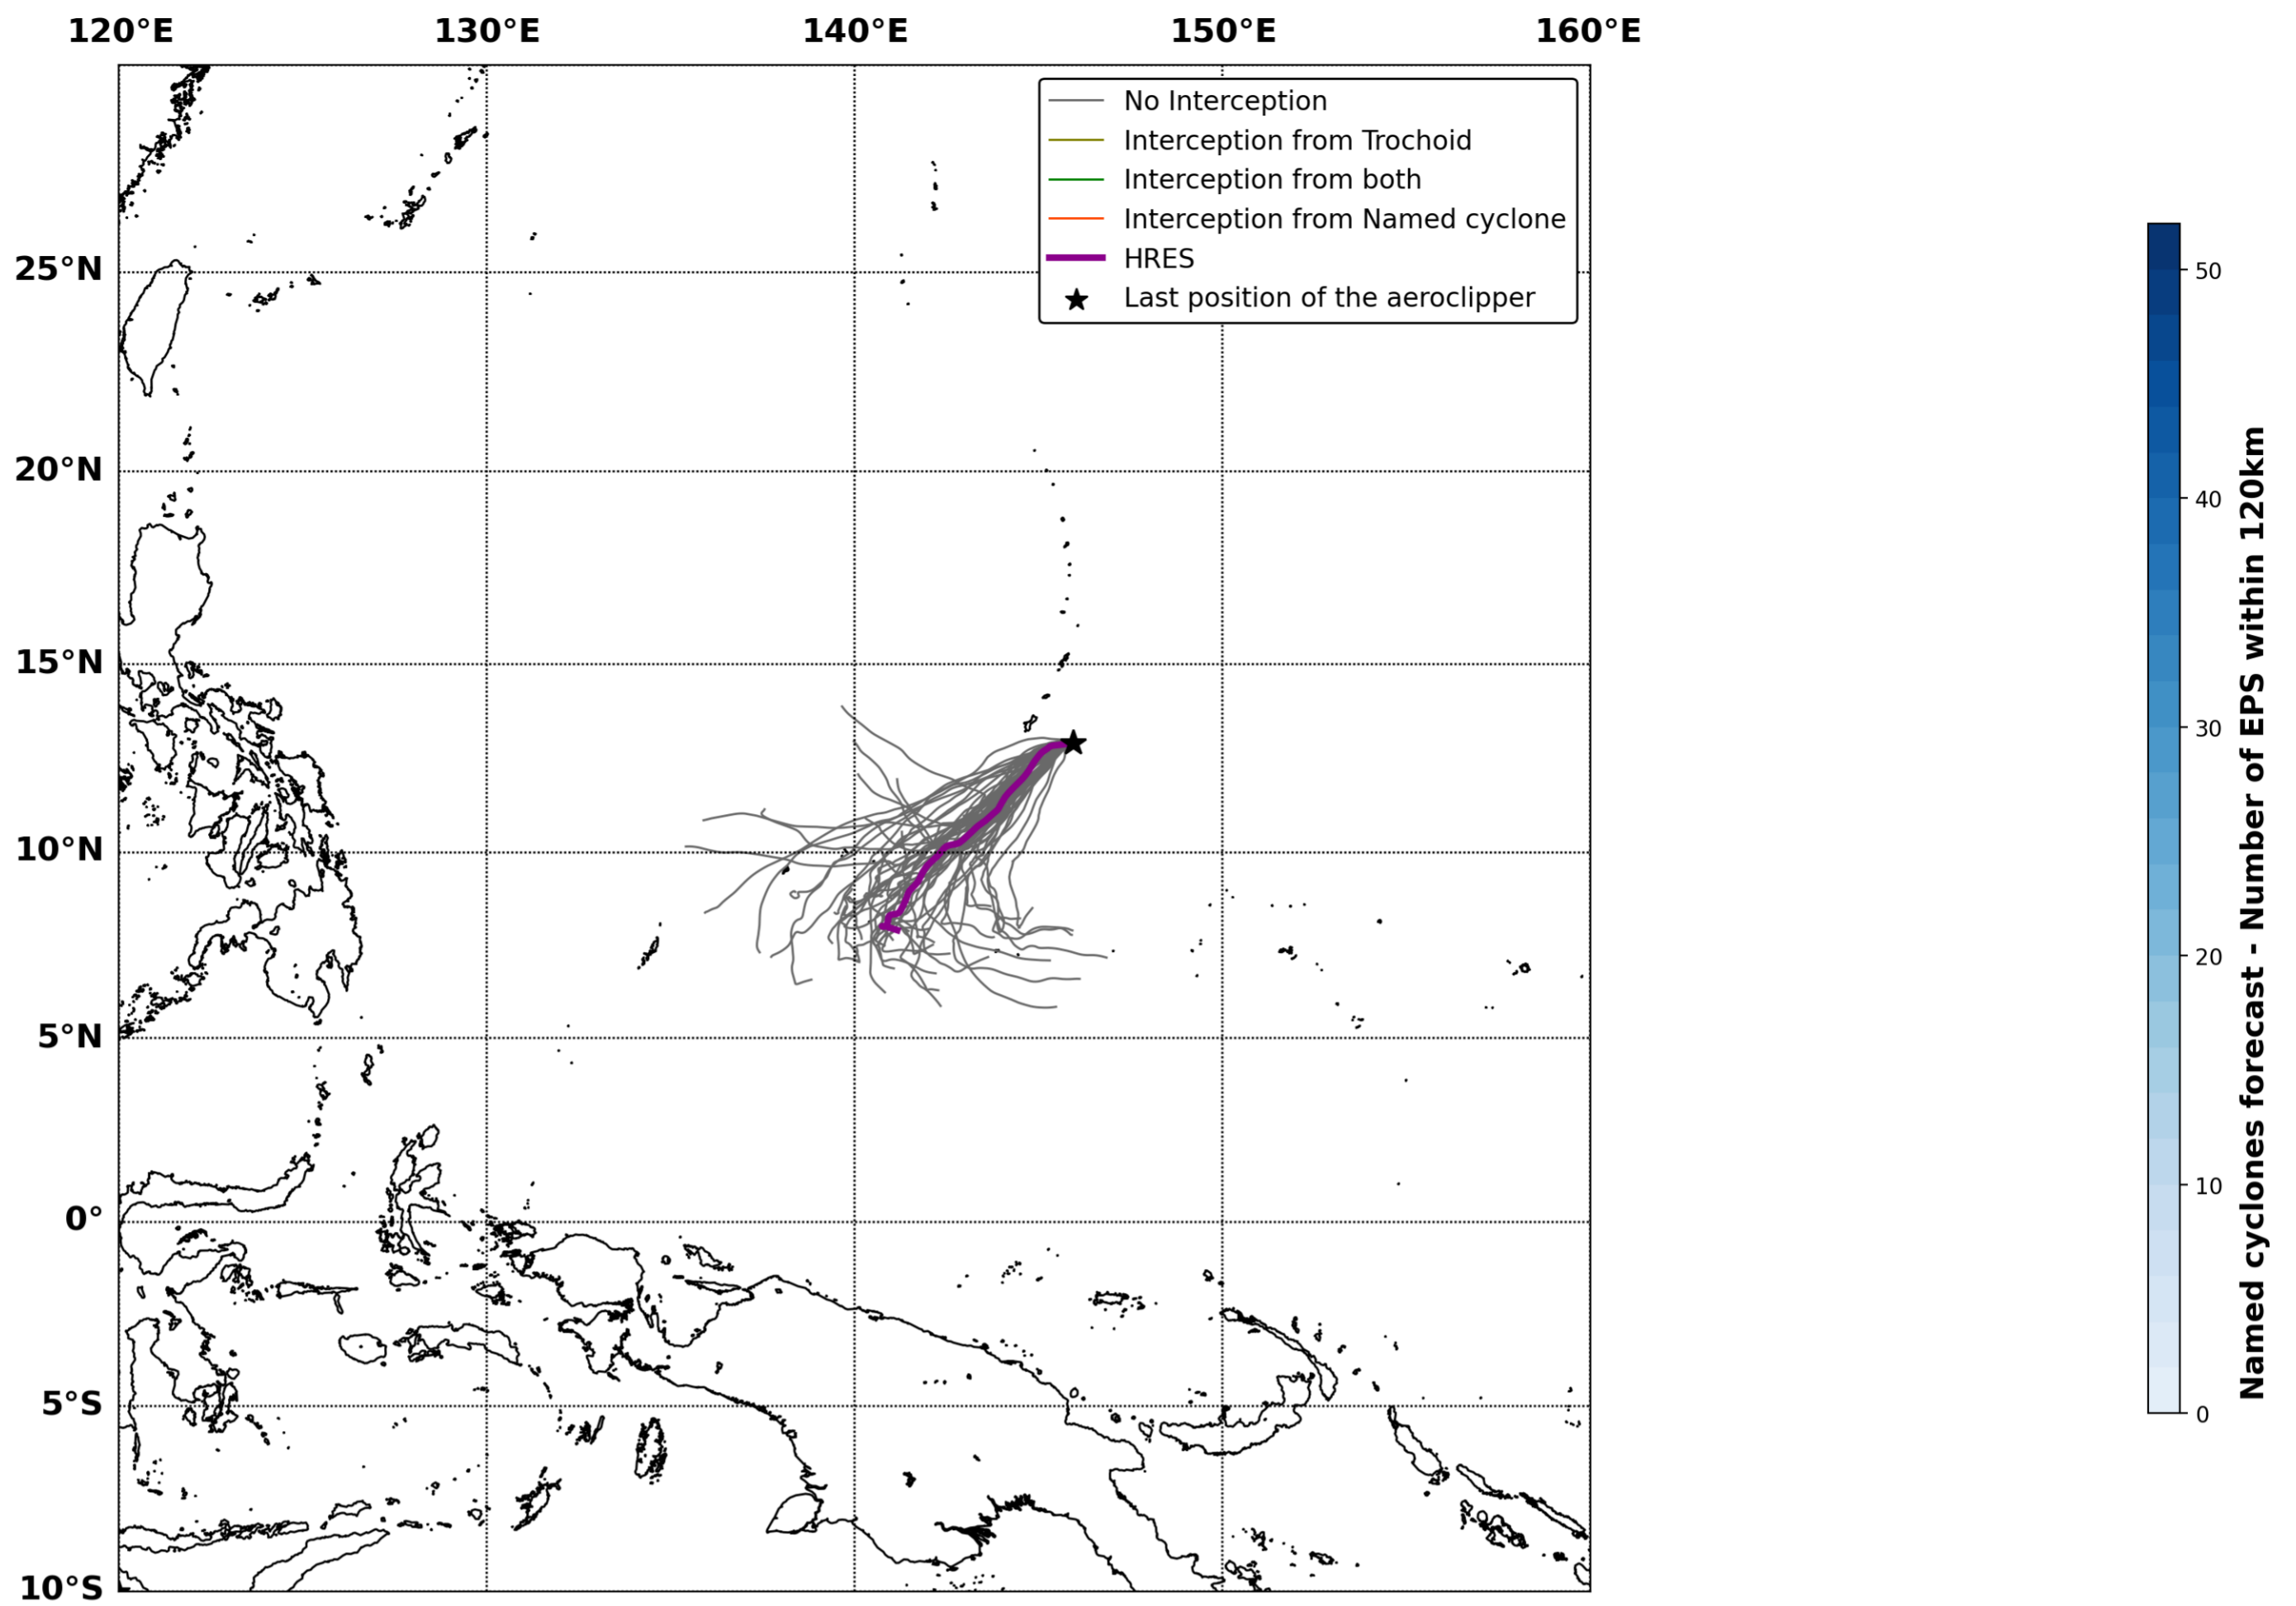 120°E 130°E 140°E 150°E 160°E
No Interception
Interception from Trochoid
Interception from both
Interception from Named cyclone
HRES
Last position of the aeroclipper
25°N
20°N
15°N
10°N
5°N
0°
5°S
10°S
50
40
30
20
10
0
Named cyclones forecast - Number of EPS within 120km